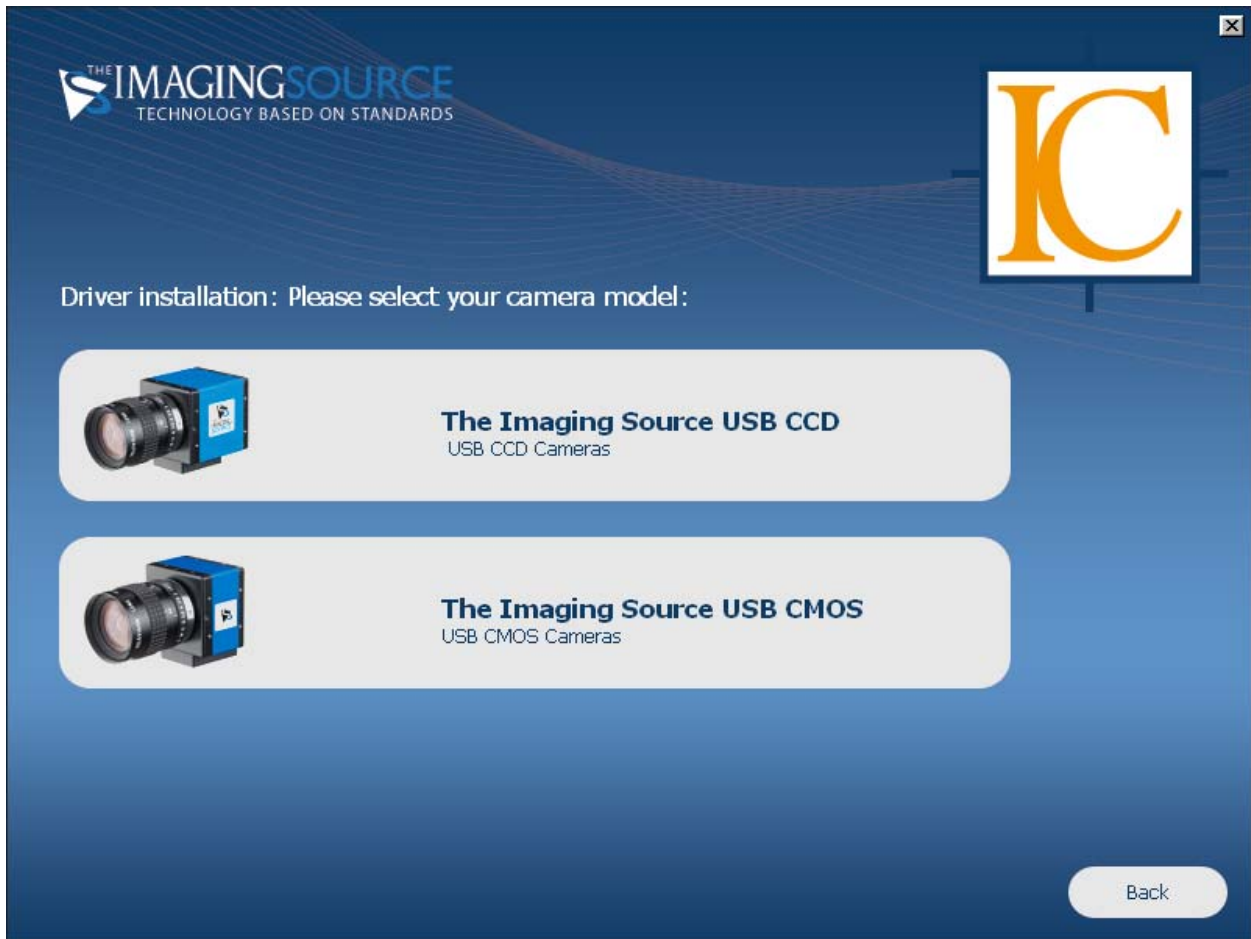 THE IMAGINGSOURCE
TECHNOLOGY BASED ON STANDARDS
IC
Driver installation: Please select your camera model:
The Imaging Source USB CCD
USB CCD Cameras
The Imaging Source USB CMOS
USB CMOS Cameras
Back